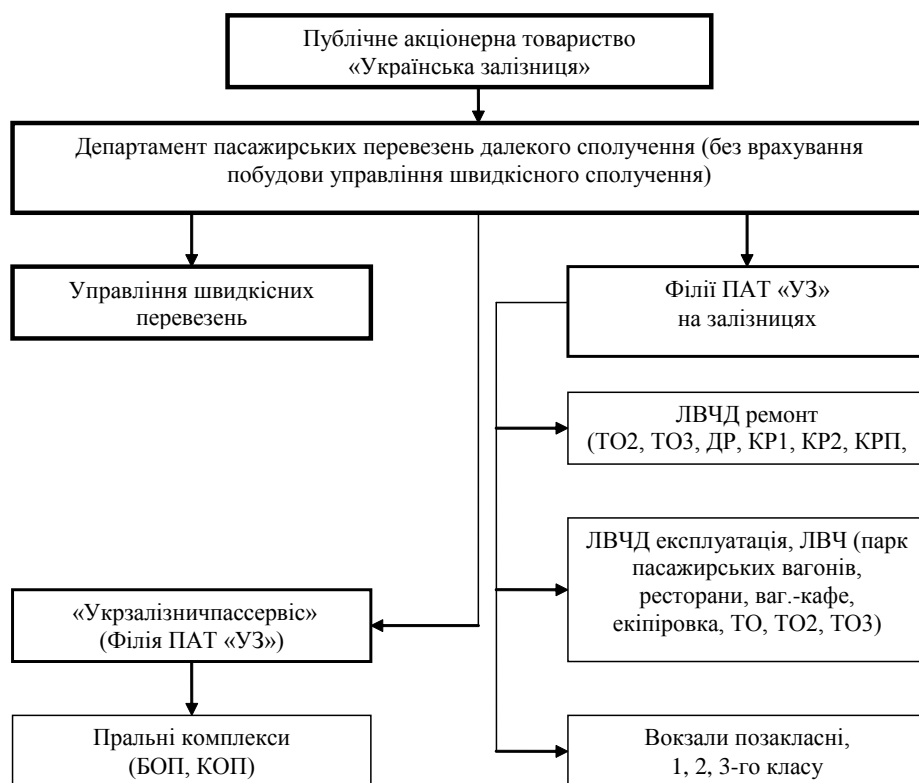 Публічне акціонерна товариство
«Українська залізниця»
Департамент пасажирських перевезень далекого сполучення (без врахування
побудови управління швидкісного сполучення)
Управління швидкісних
перевезень
Філії ПАТ «УЗ»
на залізницях
ЛВЧД ремонт
(ТО2, ТО3, ДР, КР1, КР2, КРП,
ЛВЧД експлуатація, ЛВЧ (парк
пасажирських вагонів,
ресторани, ваг.-кафе,
екіпіровка, ТО, ТО2, ТО3)
«Укрзалізничпассервіс»
(Філія ПАТ «УЗ»)
Пральні комплекси
(БОП, КОП)
Вокзали позакласні,
1, 2, 3-го класу